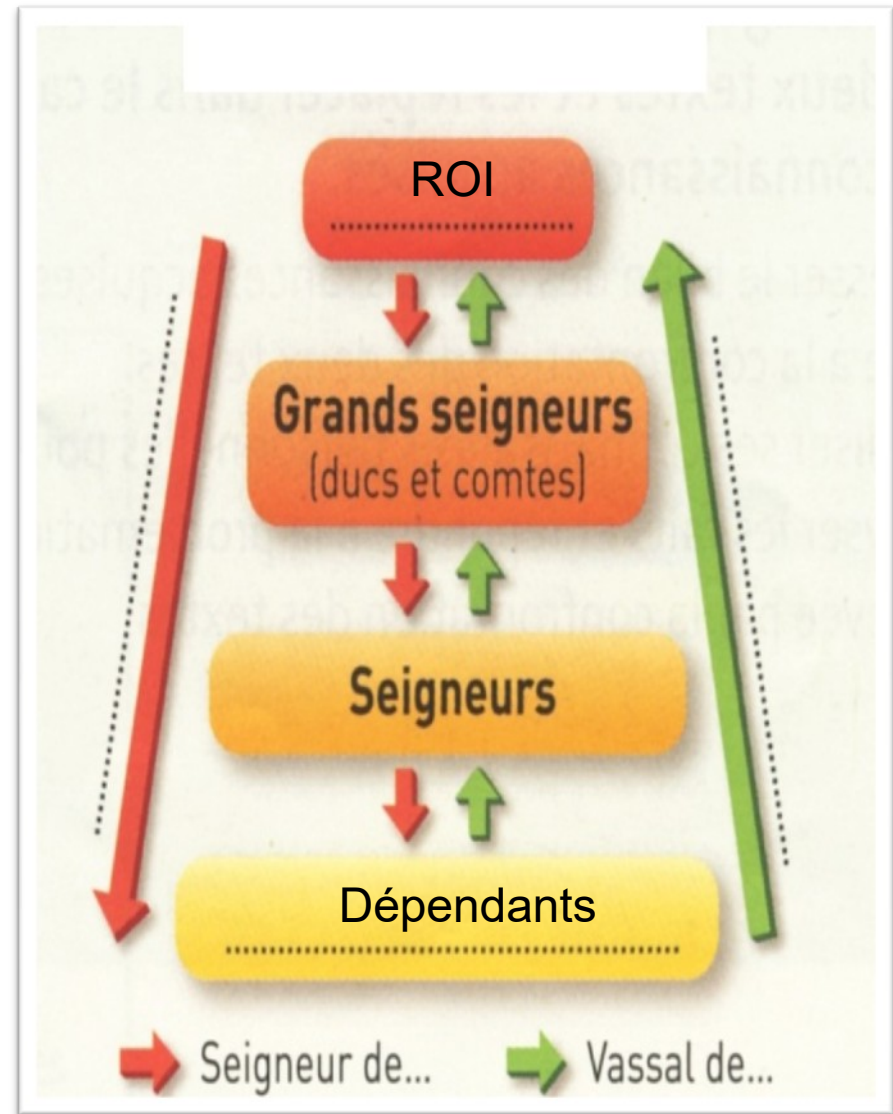 ROI
Grands seigneurs
(ducs et comtes)
Seigneurs
Dépendants
Seigneur de...
Vassal de...